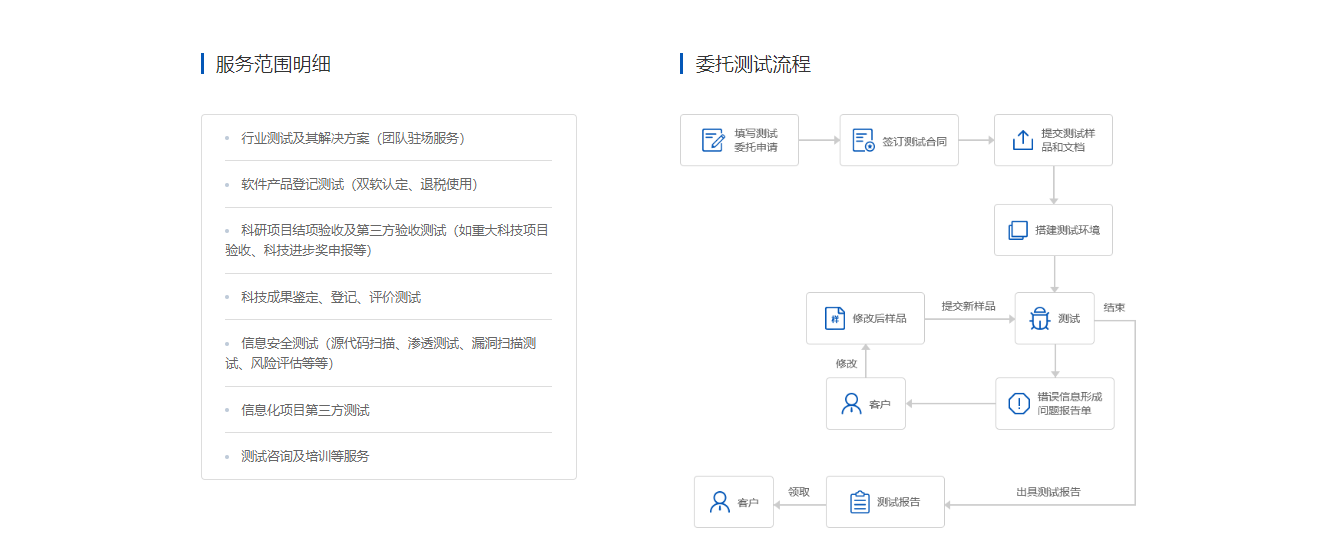 服务范围明细
行业测试及其解决方案（团队驻场服务）
软件产品登记测试（双软认定、退税使用）
科研项目结项验收及第三方验收测试（如重大科技项目
验收、科技进步奖申报等）
科技成果鉴定、登记、评价测试
信息安全测试（源代码扫描、渗透测试、漏洞扫描测
试、风险评估等等）
信息化项目第三方测试
测试咨询及培训等服务
委托测试流程
填写测试
委托申请
签订测试合同
提交测试样
品和文档
搭建测试环境
样
修改后样品
提交新样品
测试
结束
修改
客户
错误信息形成
问题报告单
客户
领取
测试报告
出具测试报告